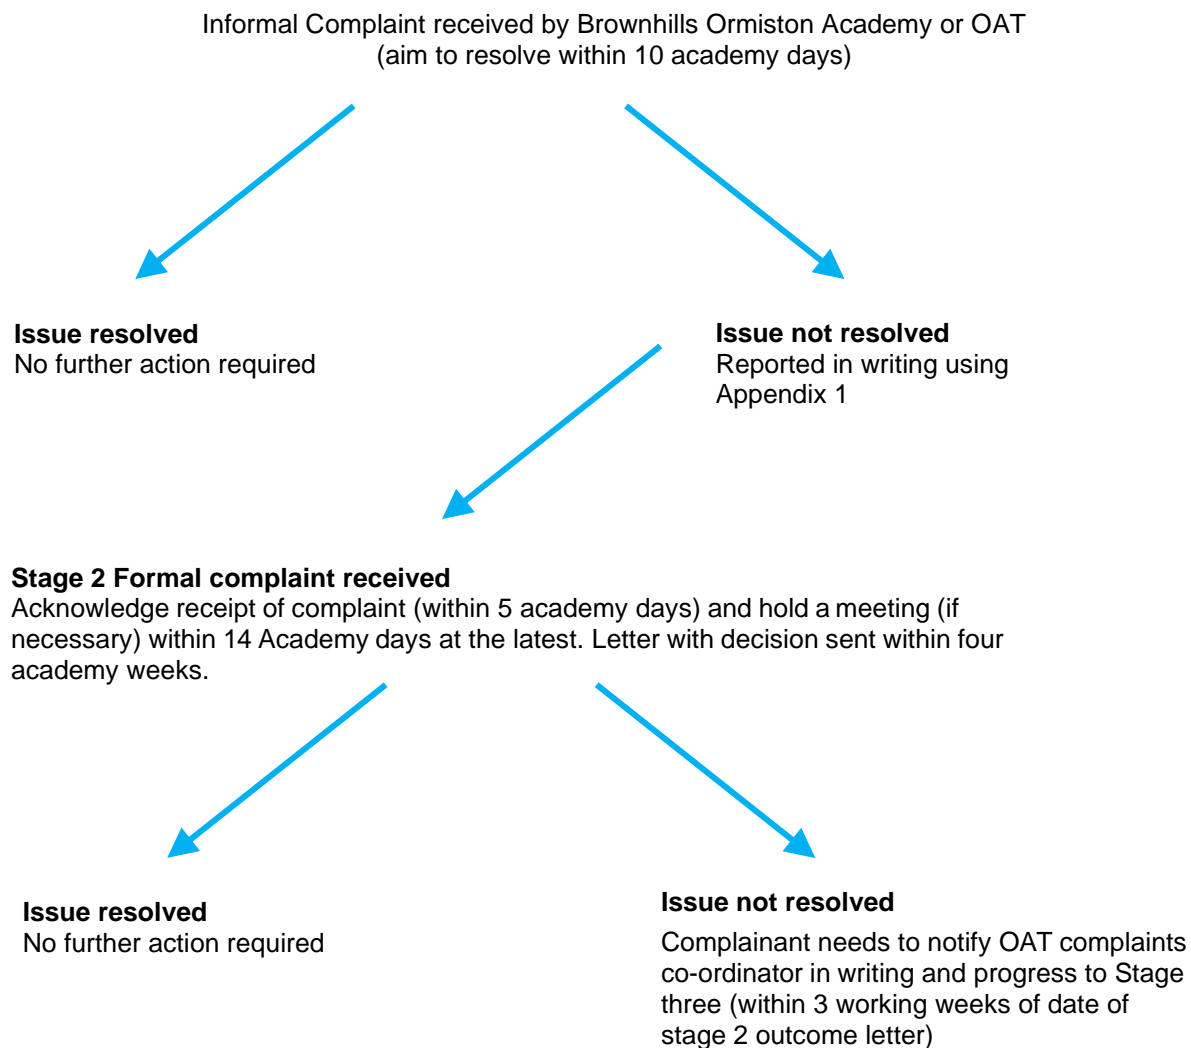 Informal Complaint received by Brownhills Ormiston Academy or OAT
(aim to resolve within 10 academy days)
Issue resolved
No further action required
Issue not resolved
Reported in writing using
Appendix 1
Stage 2 Formal complaint received
Acknowledge receipt of complaint (within 5 academy days) and hold a meeting (if
necessary) within 14 Academy days at the latest. Letter with decision sent within four
academy weeks.
Issue resolved
No further action required
Issue not resolved
Complainant needs to notify OAT complaints
co-ordinator in writing and progress to Stage
three (within 3 working weeks of date of
stage 2 outcome letter)